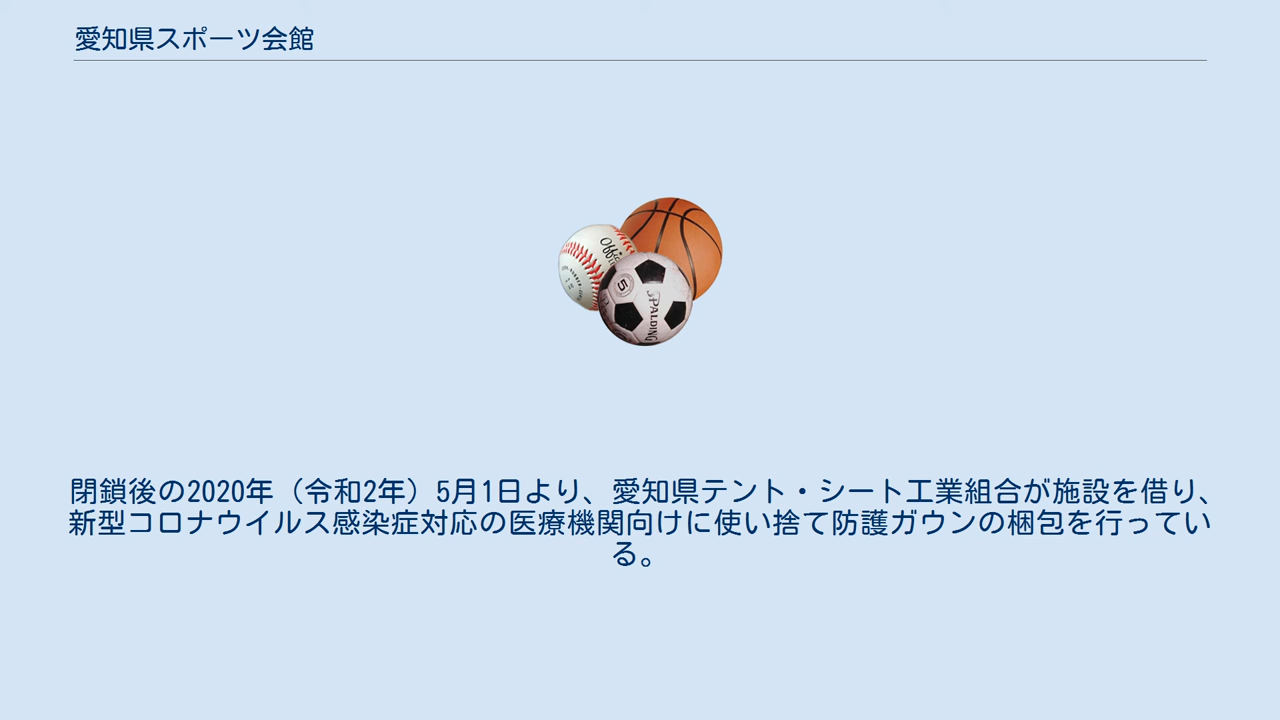 愛知県スポーツ会館
Offi
5
SPALDING
閉鎖後の2020年（令和2年）5月1日より、愛知県テント・シート工業組合が施設を借り、
新型コロナウイルス感染症対応の医療機関向けに使い捨て防護ガウンの梱包を行ってい
る。